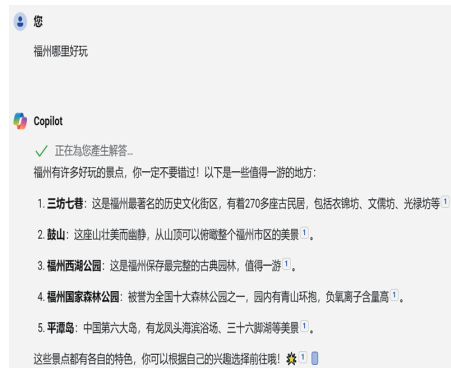 您
福州哪里好玩
Copilot
正在為您產生解答...
福州有许多好玩的景点，你一定不要错过！以下是一些值得一游的地方：
1. 三坊七巷：这是福州最著名的历史文化街区，有着270多座古民居，包括衣锦坊、文儒坊、光禄坊等 1
2. 鼓山：这座山壮美而幽静，从山顶可以俯瞰整个福州市区的美景 1 。
3. 福州西湖公园：这是福州保存最完整的古典园林，值得一游 1 。
4. 福州国家森林公园：被誉为全国十大森林公园之一，园内有青山环抱，负氧离子含量高 1 。
5. 平潭岛：中国第六大岛，有龙凤头海滨浴场、三十六脚湖等美景 1 。
这些景点都有各自的特色，你可以根据自己的兴趣选择前往哦！ 1